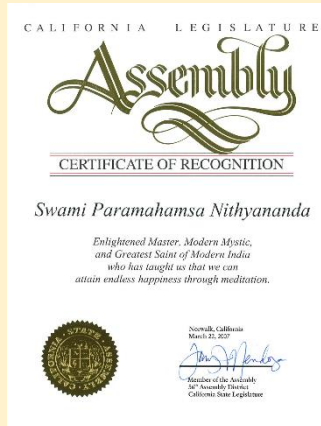 CALIFORNIA LEGISLATURE
Assembly
CERTIFICATE OF RECOGNITION
Swami Paramahamsa Nithyananda
Enlightened Master, Modern Mystic,
and Greatest Saint of Modern India
who has taught us that we can
attain endless happiness through meditation.
Norwalk, California
March 22, 2007
Member of the Assembly
56th Assembly District
California State Legislature